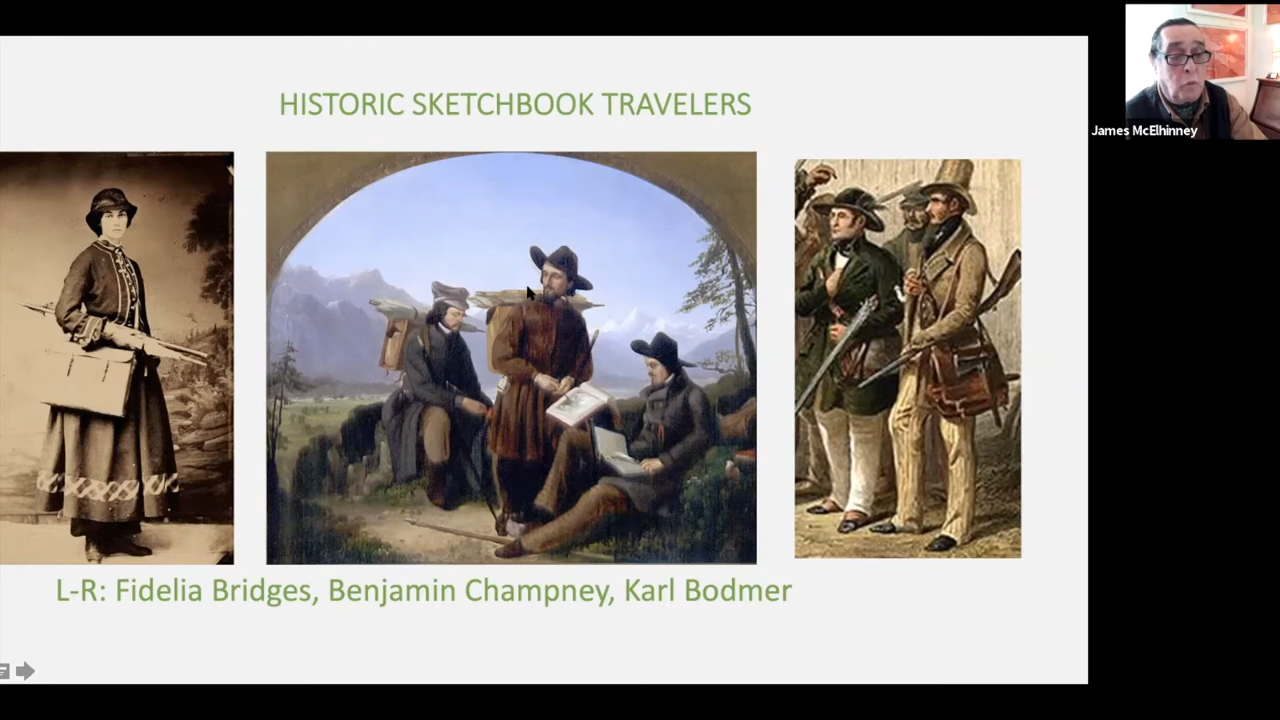 HISTORIC SKETCHBOOK TRAVELERS
James McElhinney
L-R: Fidelia Bridges, Benjamin Champney, Karl Bodmer